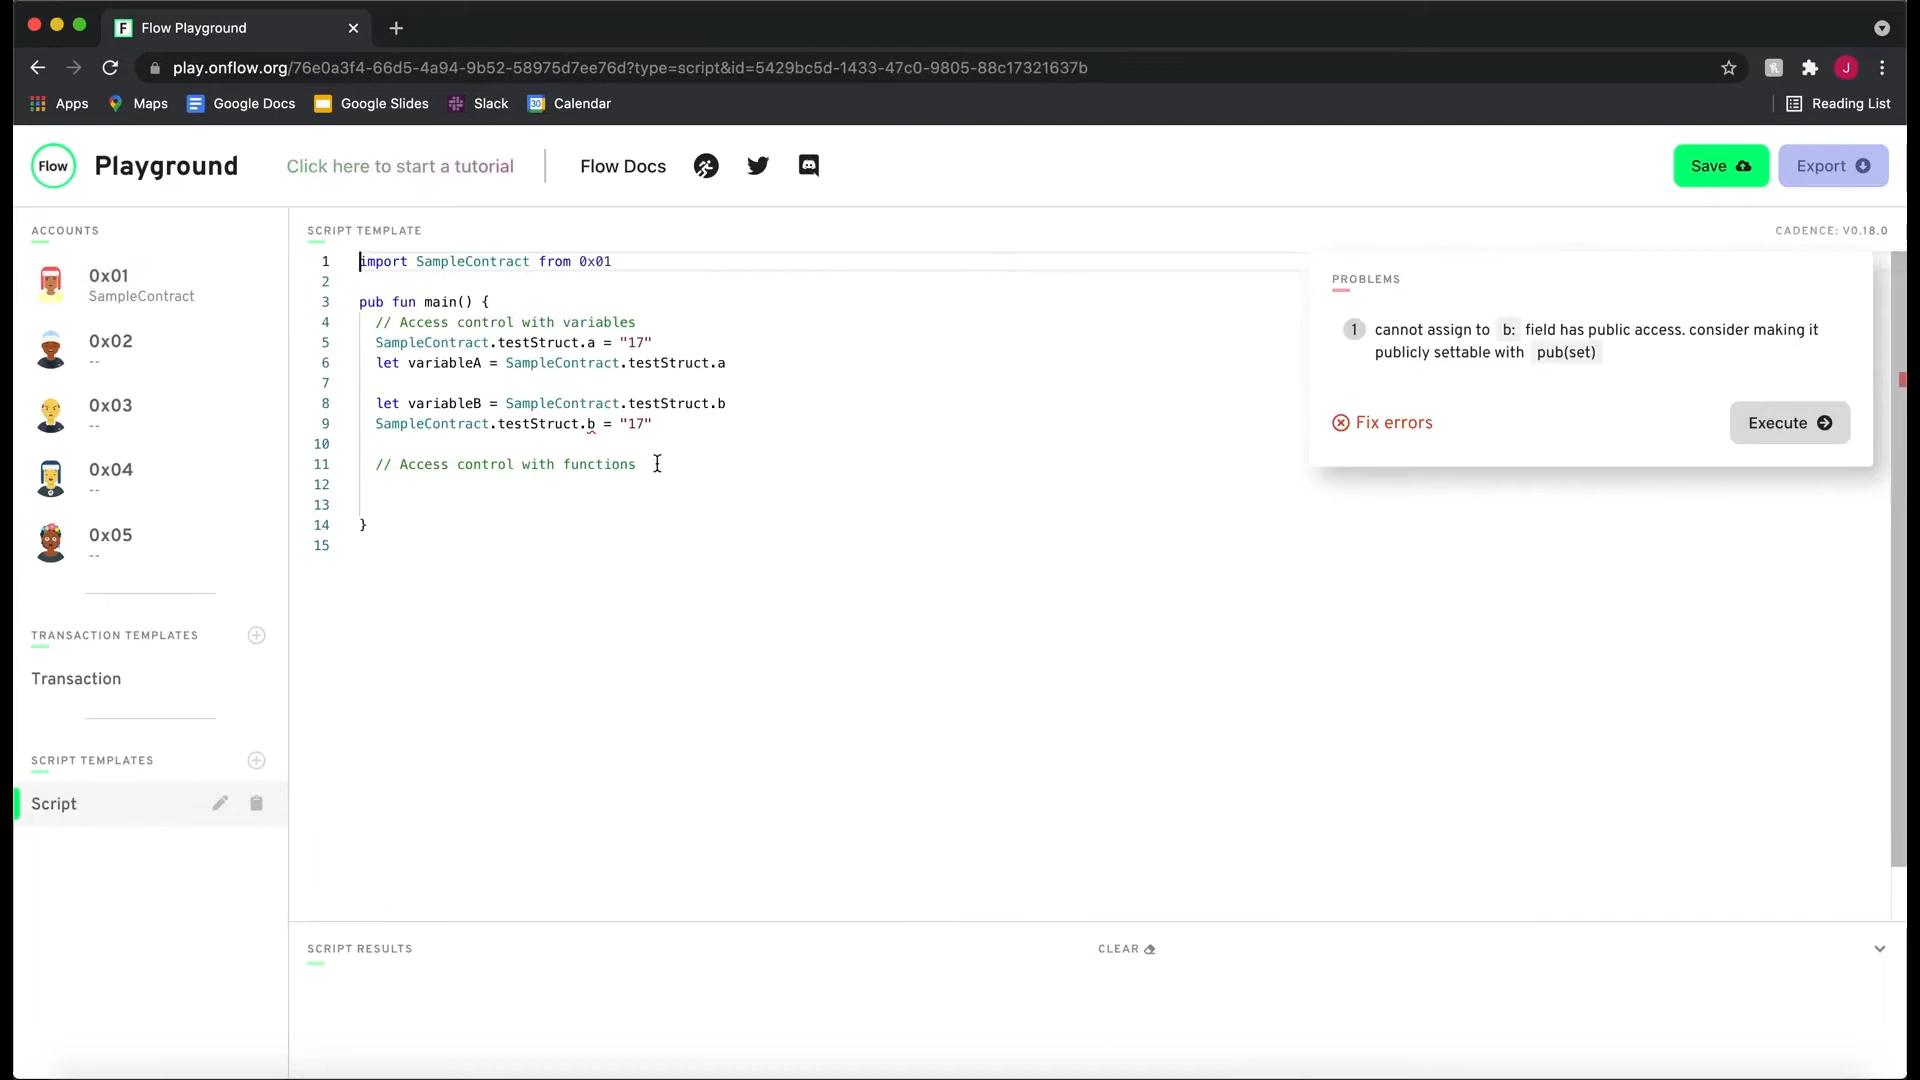 Flow Playground
play.onflow.org/76e0a3f4-66d5-4a94-9b52-58975d7ee76d?type=script&id=5429bc5d-1433-47c0-9805-88c17321637b
J
Apps Maps Google Docs Google Slides Slack 30 Calendar Reading List
Flow Playground Click here to start a tutorial Flow Docs Save Export
ACCOUNTS
0x01
SampleContract
0x02
--
0x03
--
0x04
--
0x05
--
TRANSACTION TEMPLATES
Transaction
SCRIPT TEMPLATES
Script
SCRIPT TEMPLATE
CADENCE: V0.18.0
1 import SampleContract from 0x01
2
3 pub fun main() {
4 // Access control with variables
5 SampleContract.testStruct.a = "17"
6 let variableA = SampleContract.testStruct.a
7
8 let variableB = SampleContract.testStruct.b
9 SampleContract.testStruct.b = "17"
10
11 // Access control with functions
12
13
14 }
15
PROBLEMS
1 cannot assign to b: field has public access. consider making it
publicly settable with pub(set)
Fix errors Execute
SCRIPT RESULTS CLEAR